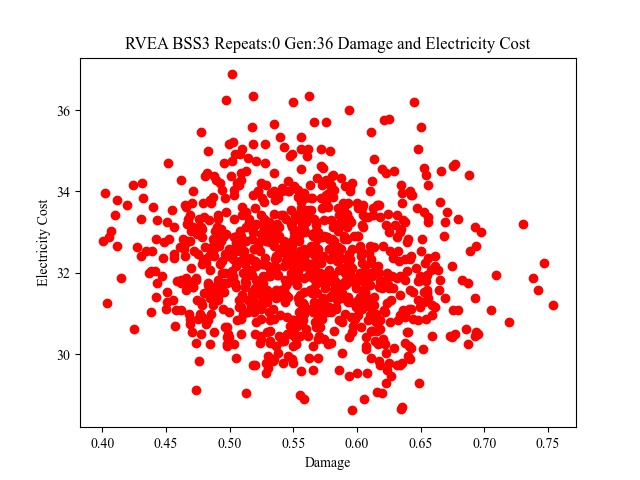 RVEA BSS3 Repeats:0 Gen:36 Damage and Electricity Cost
36
34
32
30
Electricity Cost
0.40 0.45 0.50 0.55 0.60 0.65 0.70 0.75
Damage